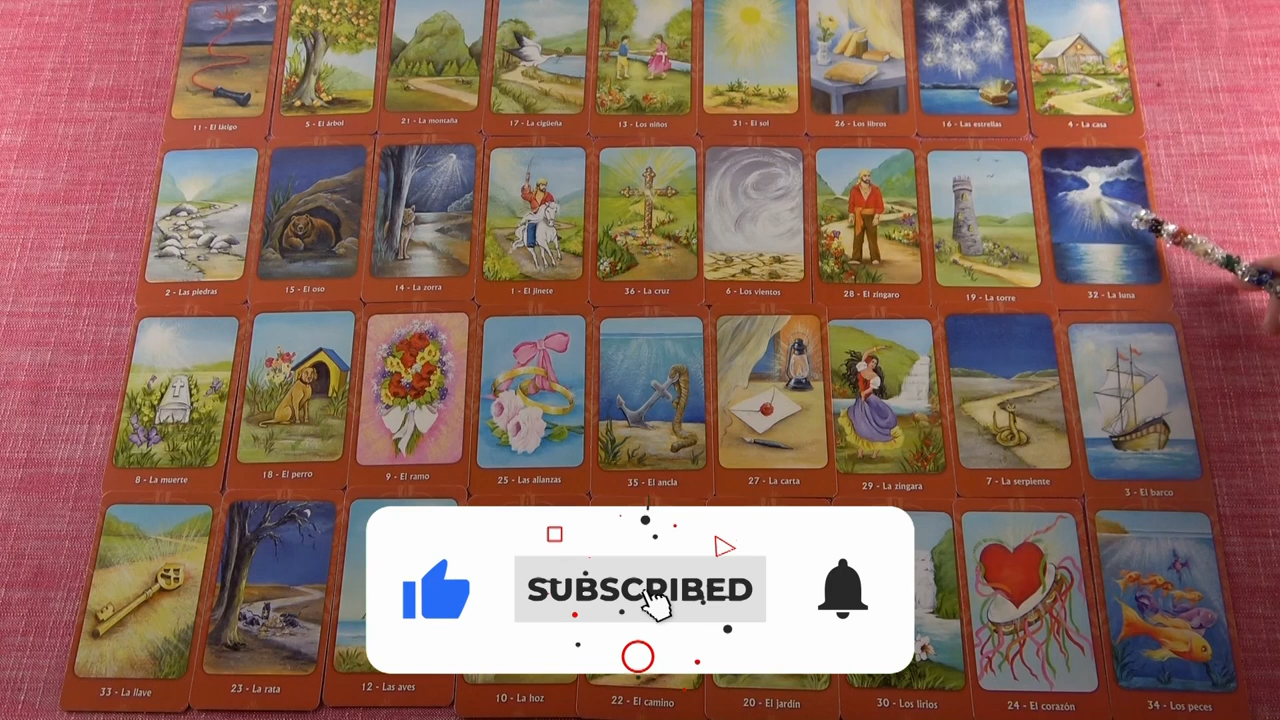 11 - El látigo
5 - El árbol
21 - La montaña
17 - La cigüeña
13 - Los niños
31 - El sol
26 - Los libros
16 - Las estrellas
4 - La casa
2 - Las piedras
15 - El oso
14 - La zorra
1 - El jinete
36 - La cruz
6 - Los vientos
28 - El zíngaro
19 - La torre
32 - La luna
8 - La muerte
18 - El perro
9 - El ramo
25 - Las alianzas
35 - El ancla
27 - La carta
29 - La zíngara
7 - La serpiente
3 - El barco
SUBSCRIBED
33 - La llave
23 - La rata
12 - Las aves
10 - La hoz
22 - El camino
20 - El jardín
30 - Los lirios
24 - El corazón
34 - Los peces